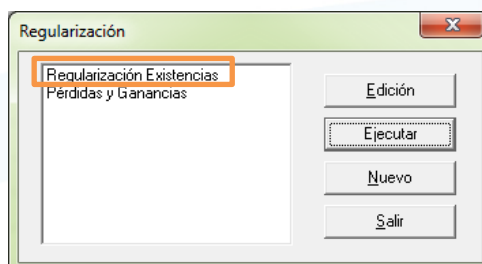 Regularización
Regularización Existencias
Pérdidas y Ganancias
Edición
Ejecutar
Nuevo
Salir